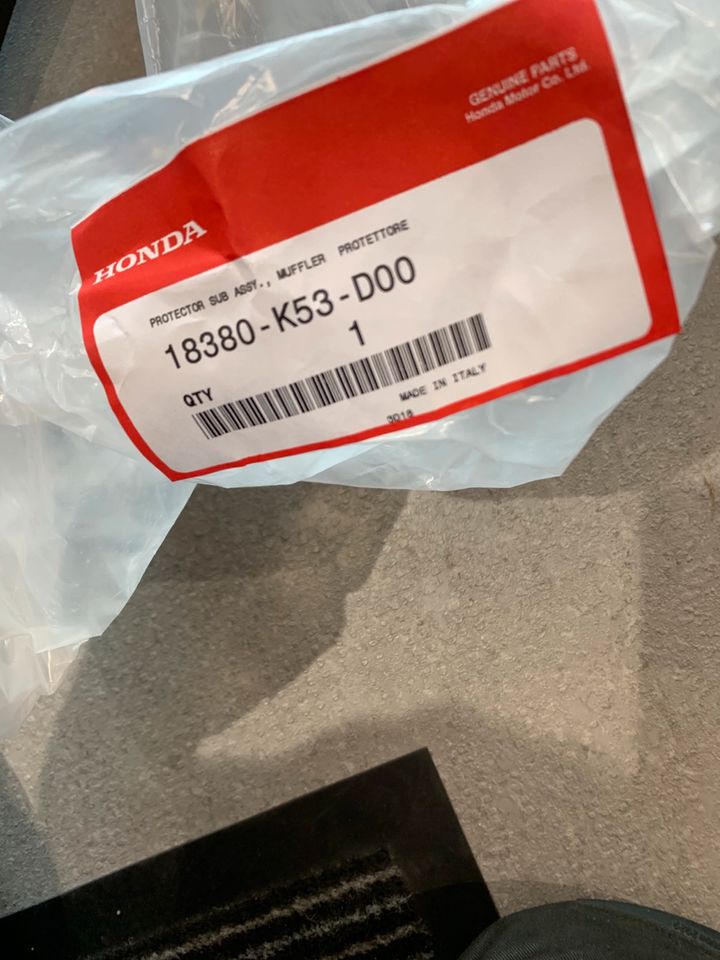 GENUINE PARTS
Honda Motor Co., Ltd.
HONDA
PROTECTOR SUB ASSY., MUFFLER PROTETTORE
18380-K53-D00
1
QTY
MADE IN ITALY
3D18